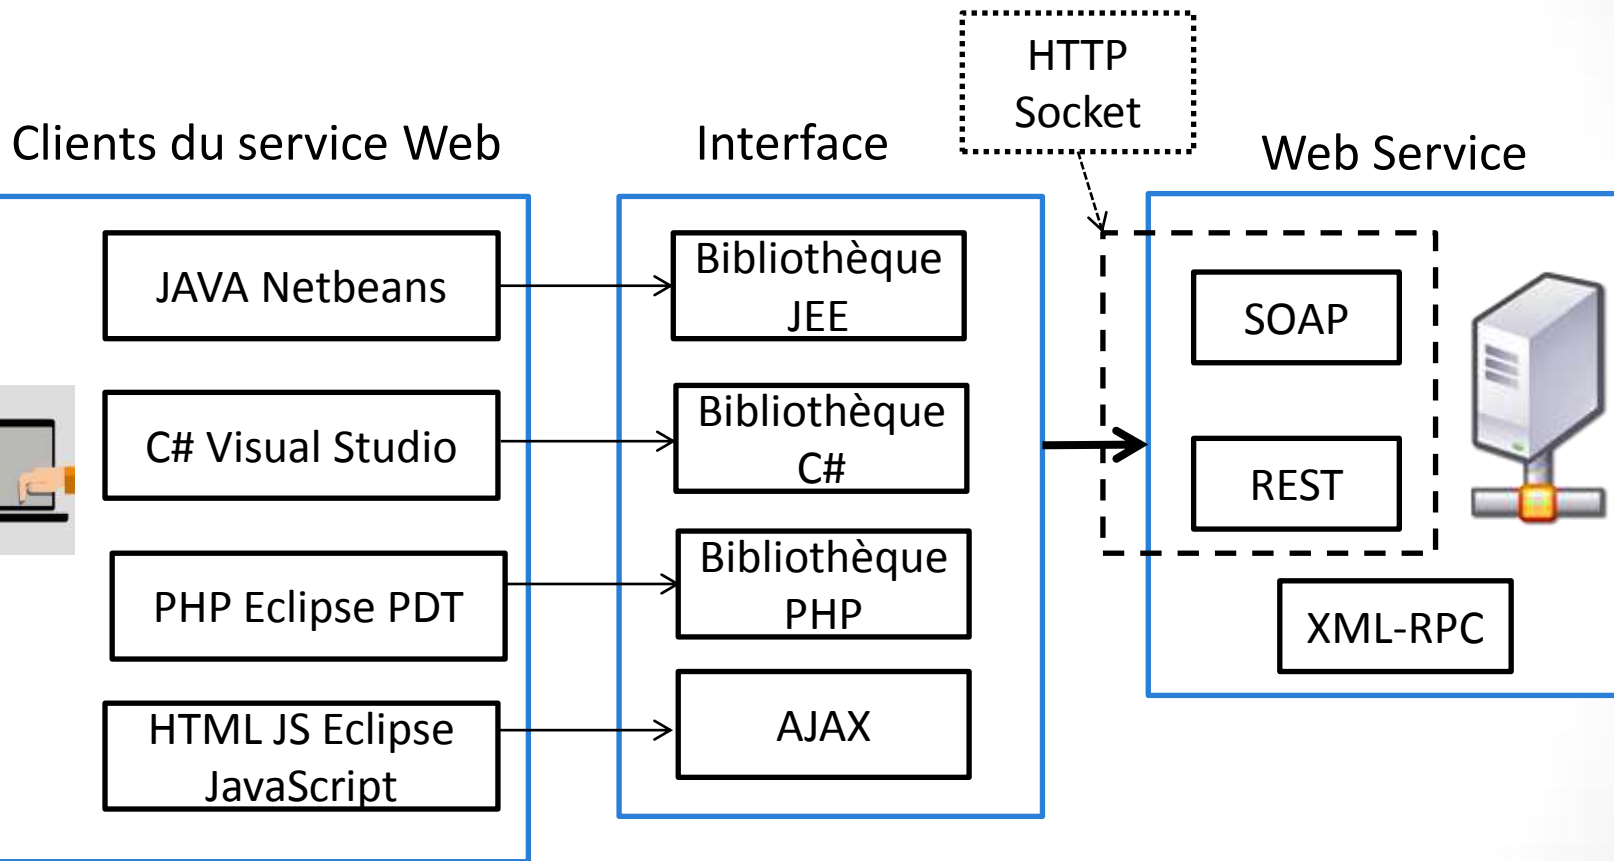 HTTP
Socket
Clients du service Web
Interface
Web Service
JAVA Netbeans
Bibliothèque
JEE
SOAP
C# Visual Studio
Bibliothèque
C#
REST
PHP Eclipse PDT
Bibliothèque
PHP
XML-RPC
HTML JS Eclipse
JavaScript
AJAX